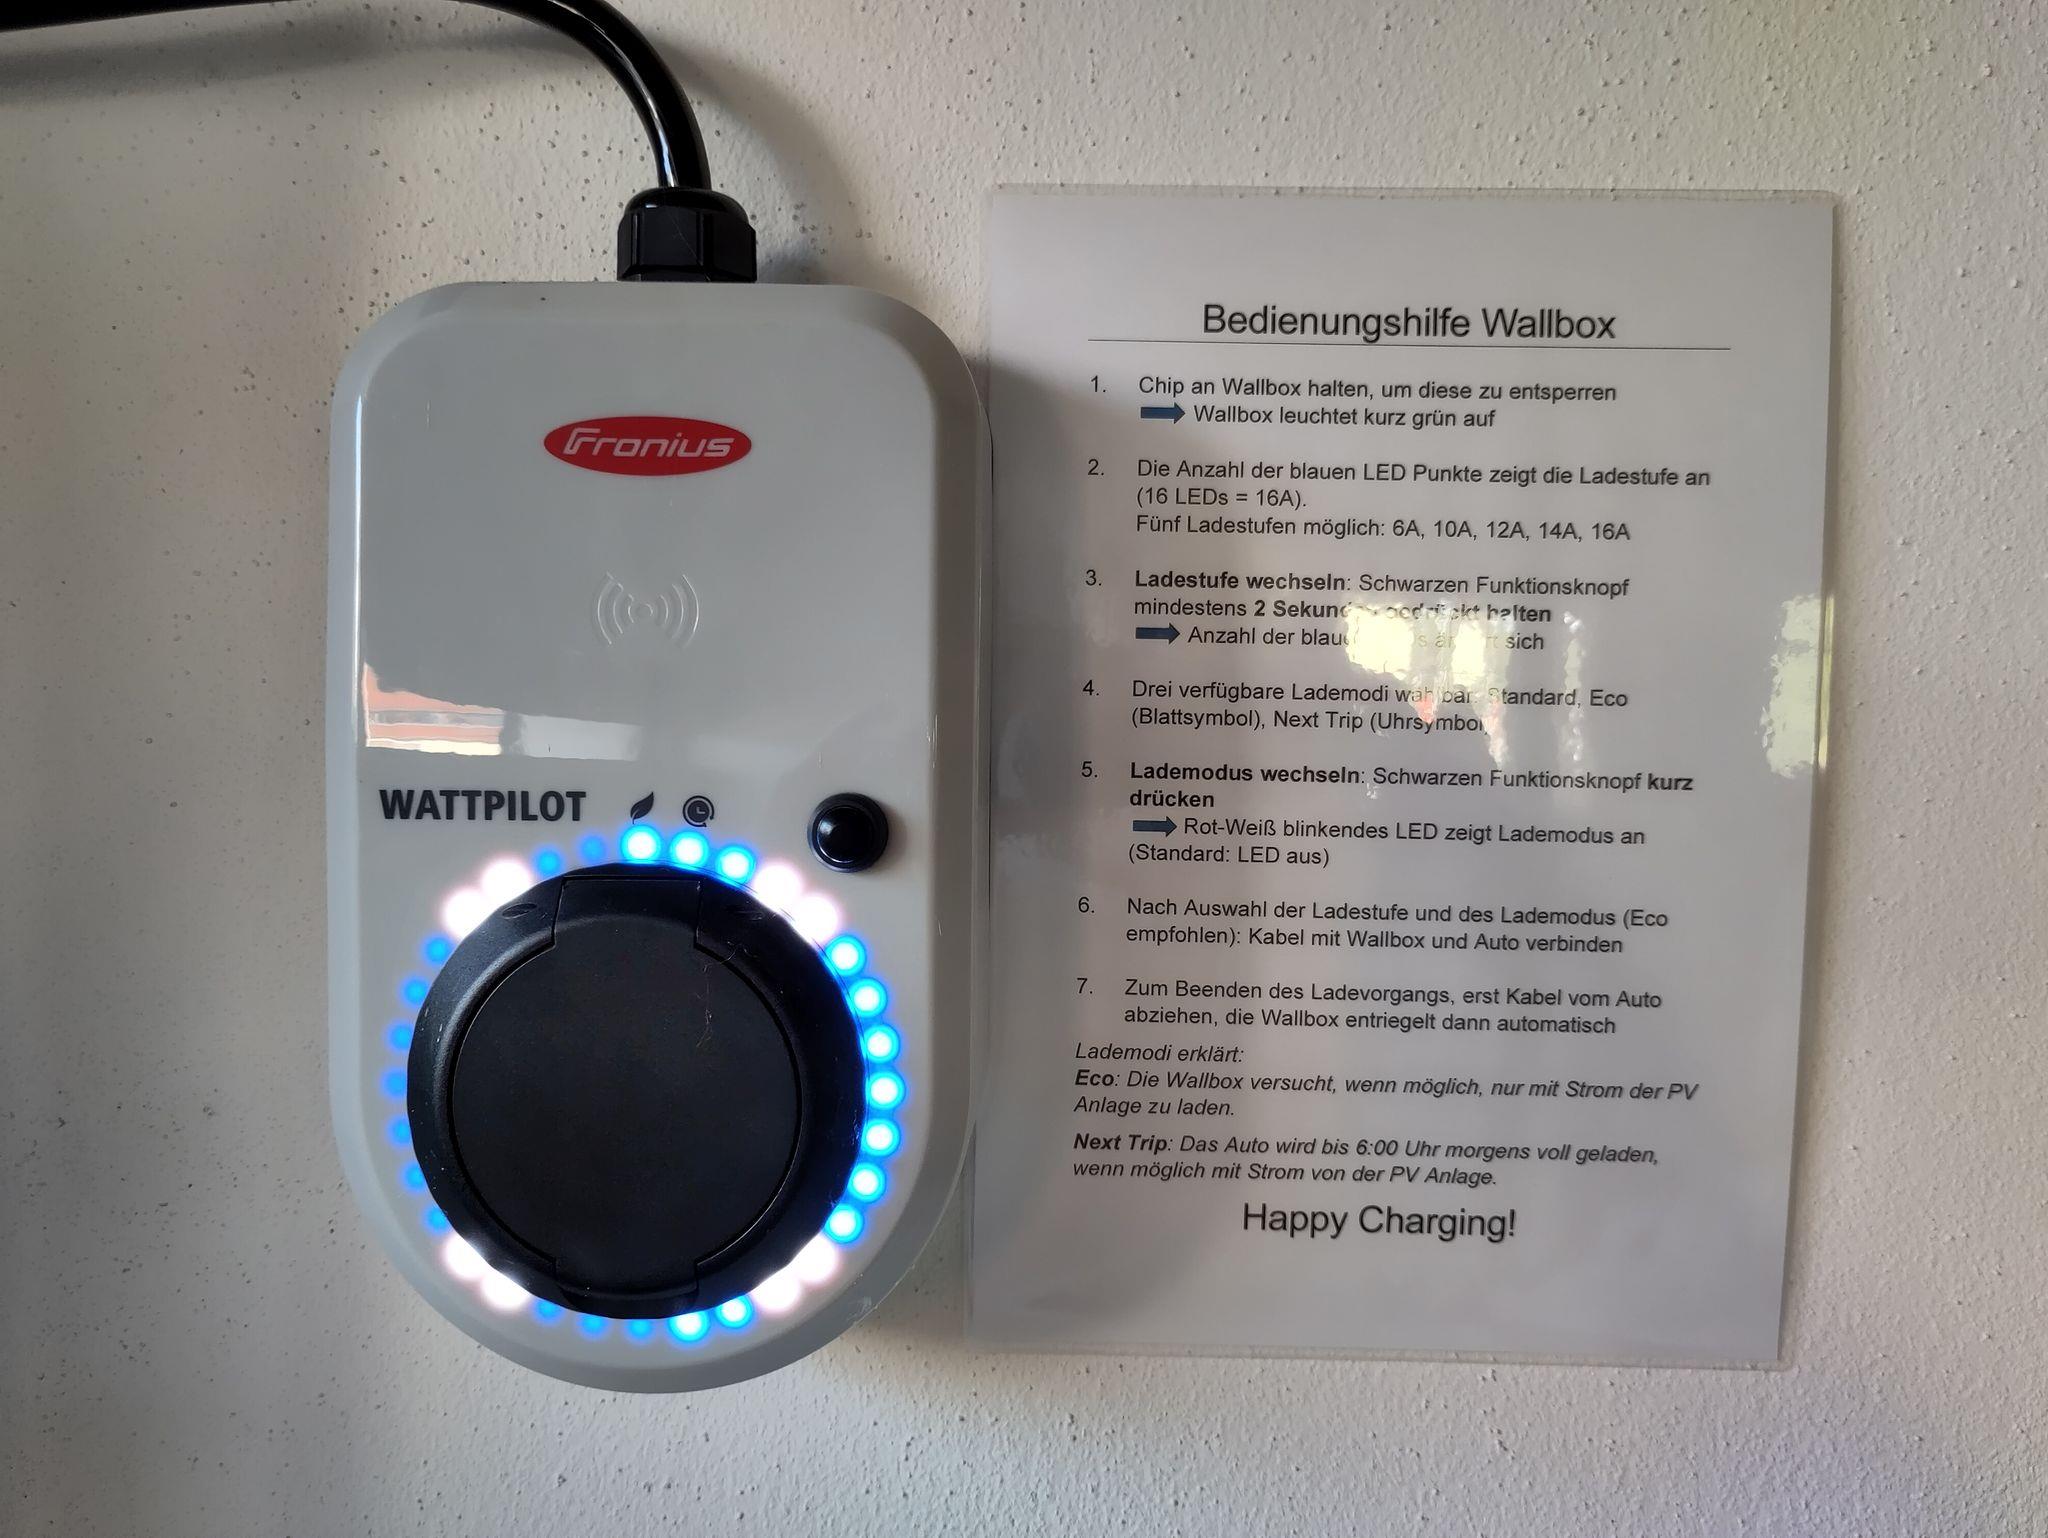 Fronius
WATTPILOT
Bedienungshilfe Wallbox
1. Chip an Wallbox halten, um diese zu entsperren
Wallbox leuchtet kurz grün auf
2. Die Anzahl der blauen LED Punkte zeigt die Ladestufe an
(16 LEDs = 16A).
Fünf Ladestufen möglich: 6A, 10A, 12A, 14A, 16A
3. Ladestufe wechseln: Schwarzen Funktionsknopf
mindestens 2 Sekunden gedrückt halten
Anzahl der blauen sich
4. Drei verfügbare Lademodi wählbar: Standard, Eco
(Blattsymbol), Next Trip (Uhrsymbol)
5. Lademodus wechseln: Schwarzen Funktionsknopf kurz
drücken
Rot-Weiß blinkendes LED zeigt Lademodus an
(Standard: LED aus)
6. Nach Auswahl der Ladestufe und des Lademodus (Eco
empfohlen): Kabel mit Wallbox und Auto verbinden
7. Zum Beenden des Ladevorgangs, erst Kabel vom Auto
abziehen, die Wallbox entriegelt dann automatisch
Lademodi erklärt:
Eco: Die Wallbox versucht, wenn möglich, nur mit Strom der PV
Anlage zu laden.
Next Trip: Das Auto wird bis 6:00 Uhr morgens voll geladen,
wenn möglich mit Strom von der PV Anlage.
Happy Charging!